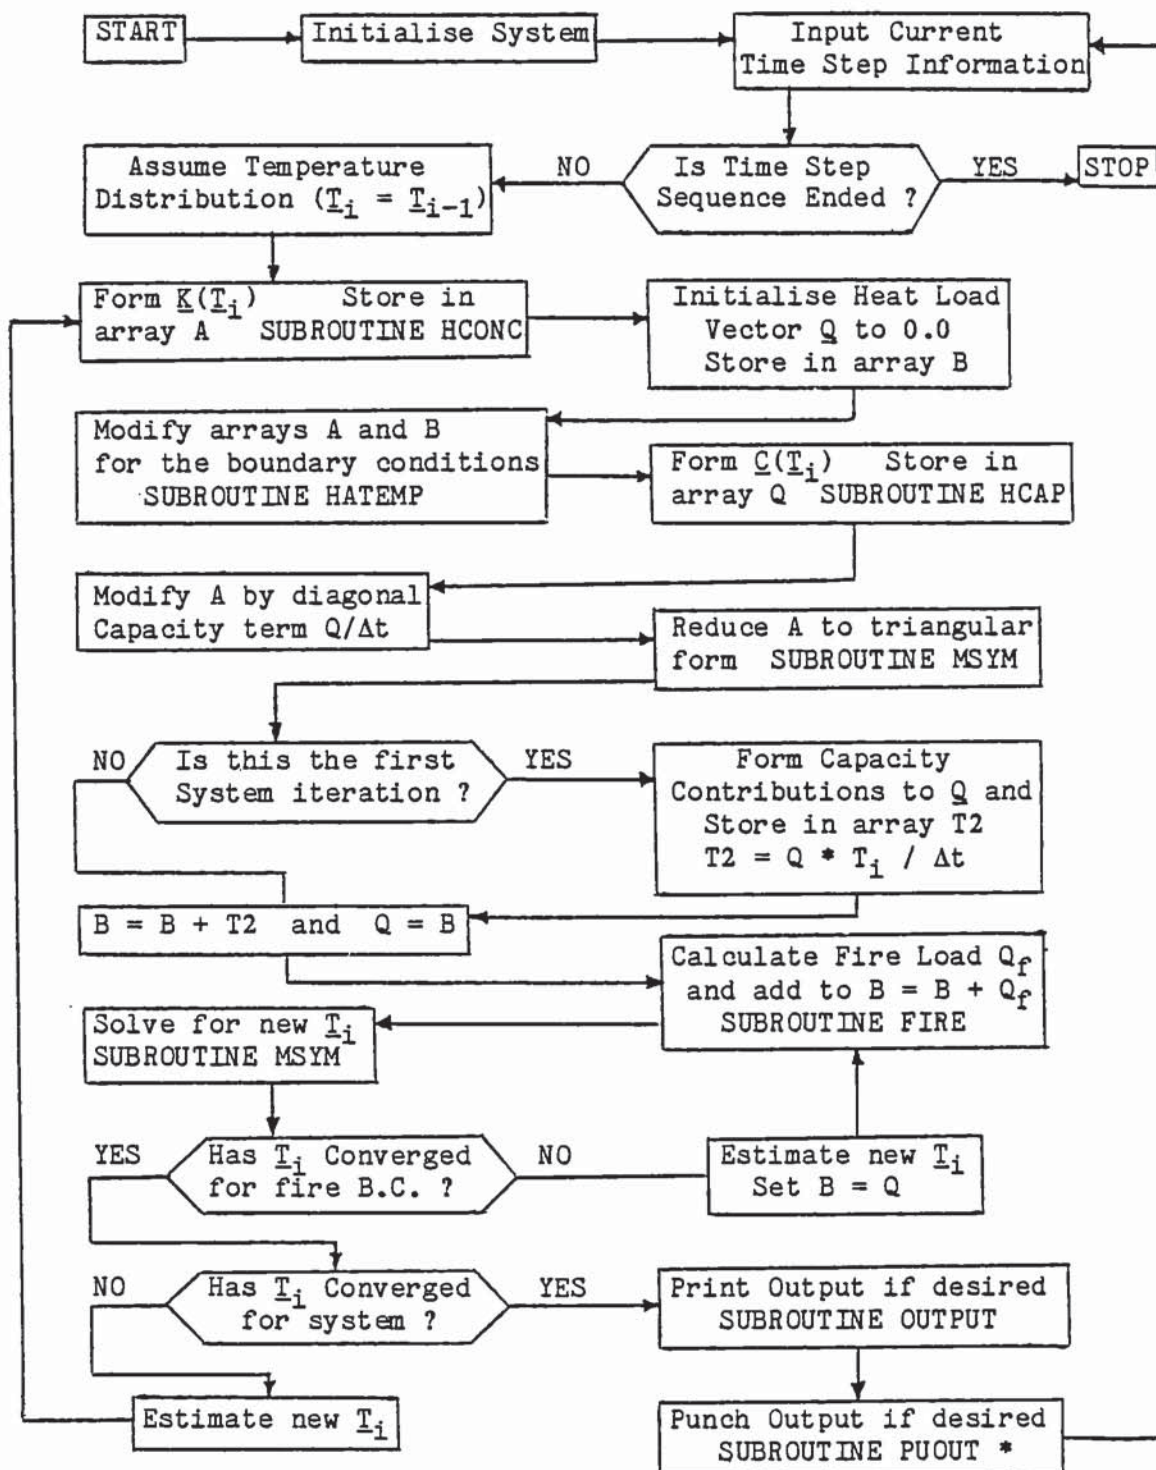 START
Initialise System
Input Current
Time Step Information
Assume Temperature
Distribution (T_i = T_i-1)
NO
Is Time Step
Sequence Ended ?
YES
STOP
Form K(T_i) Store in
array A SUBROUTINE HCONC
Initialise Heat Load
Vector Q to 0.0
Store in array B
Modify arrays A and B
for the boundary conditions
SUBROUTINE HATEMP
Form C(T_i) Store in
array Q SUBROUTINE HCAP
Modify A by diagonal
Capacity term Q/Δt
Reduce A to triangular
form SUBROUTINE MSYM
NO
Is this the first
System iteration ?
YES
Form Capacity
Contributions to Q and
Store in array T2
T2 = Q * T_i / Δt
B = B + T2 and Q = B
Calculate Fire Load Q_f
and add to B = B + Q_f
SUBROUTINE FIRE
Solve for new T_i
SUBROUTINE MSYM
YES
Has T_i Converged
for fire B.C. ?
NO
Estimate new T_i
Set B = Q
NO
Has T_i Converged
for system ?
YES
Print Output if desired
SUBROUTINE OUTPUT
Estimate new T_i
Punch Output if desired
SUBROUTINE PUOUT *